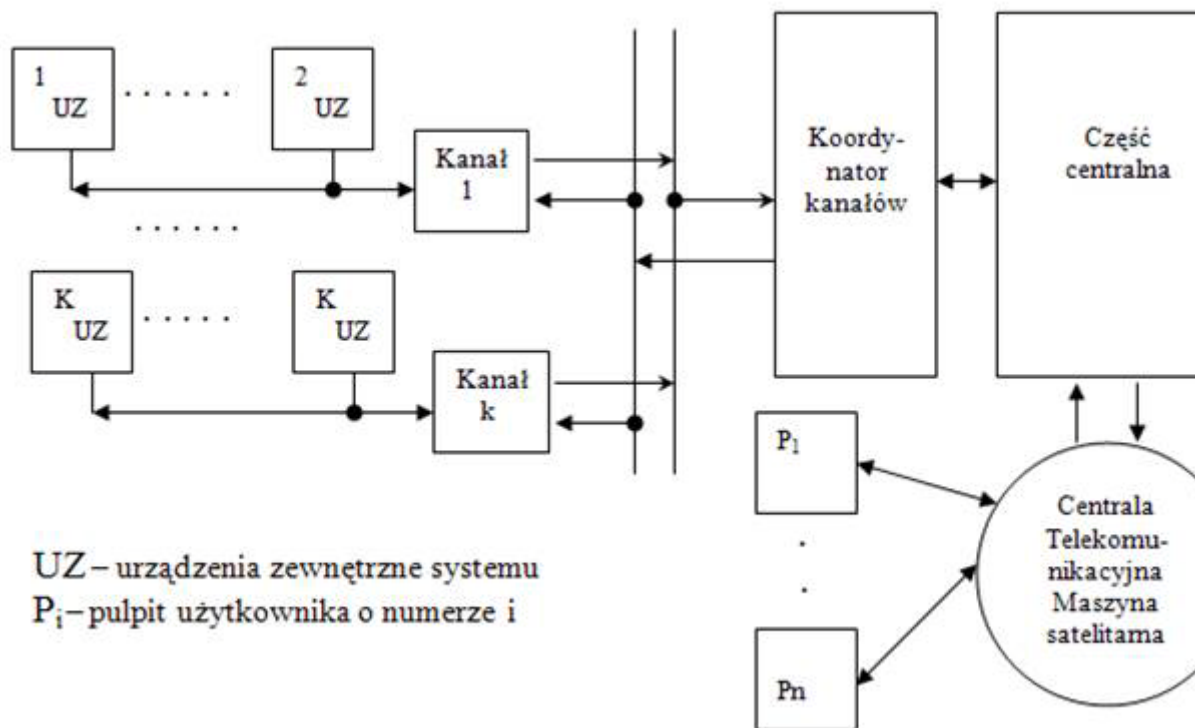 1
UZ
. . . . . .
2
UZ
Kanał
1
. . . . . .
K
UZ
. . . . .
K
UZ
Kanał
k
Koordy-
nator
kanałów
Część
centralna
P1
.
.
Pn
Centrala
Telekomu-
nikacyjna
Maszyna
satelitama
UZ – urządzenia zewnętrzne systemu
Pi – pulpit użytkownika o numerze i